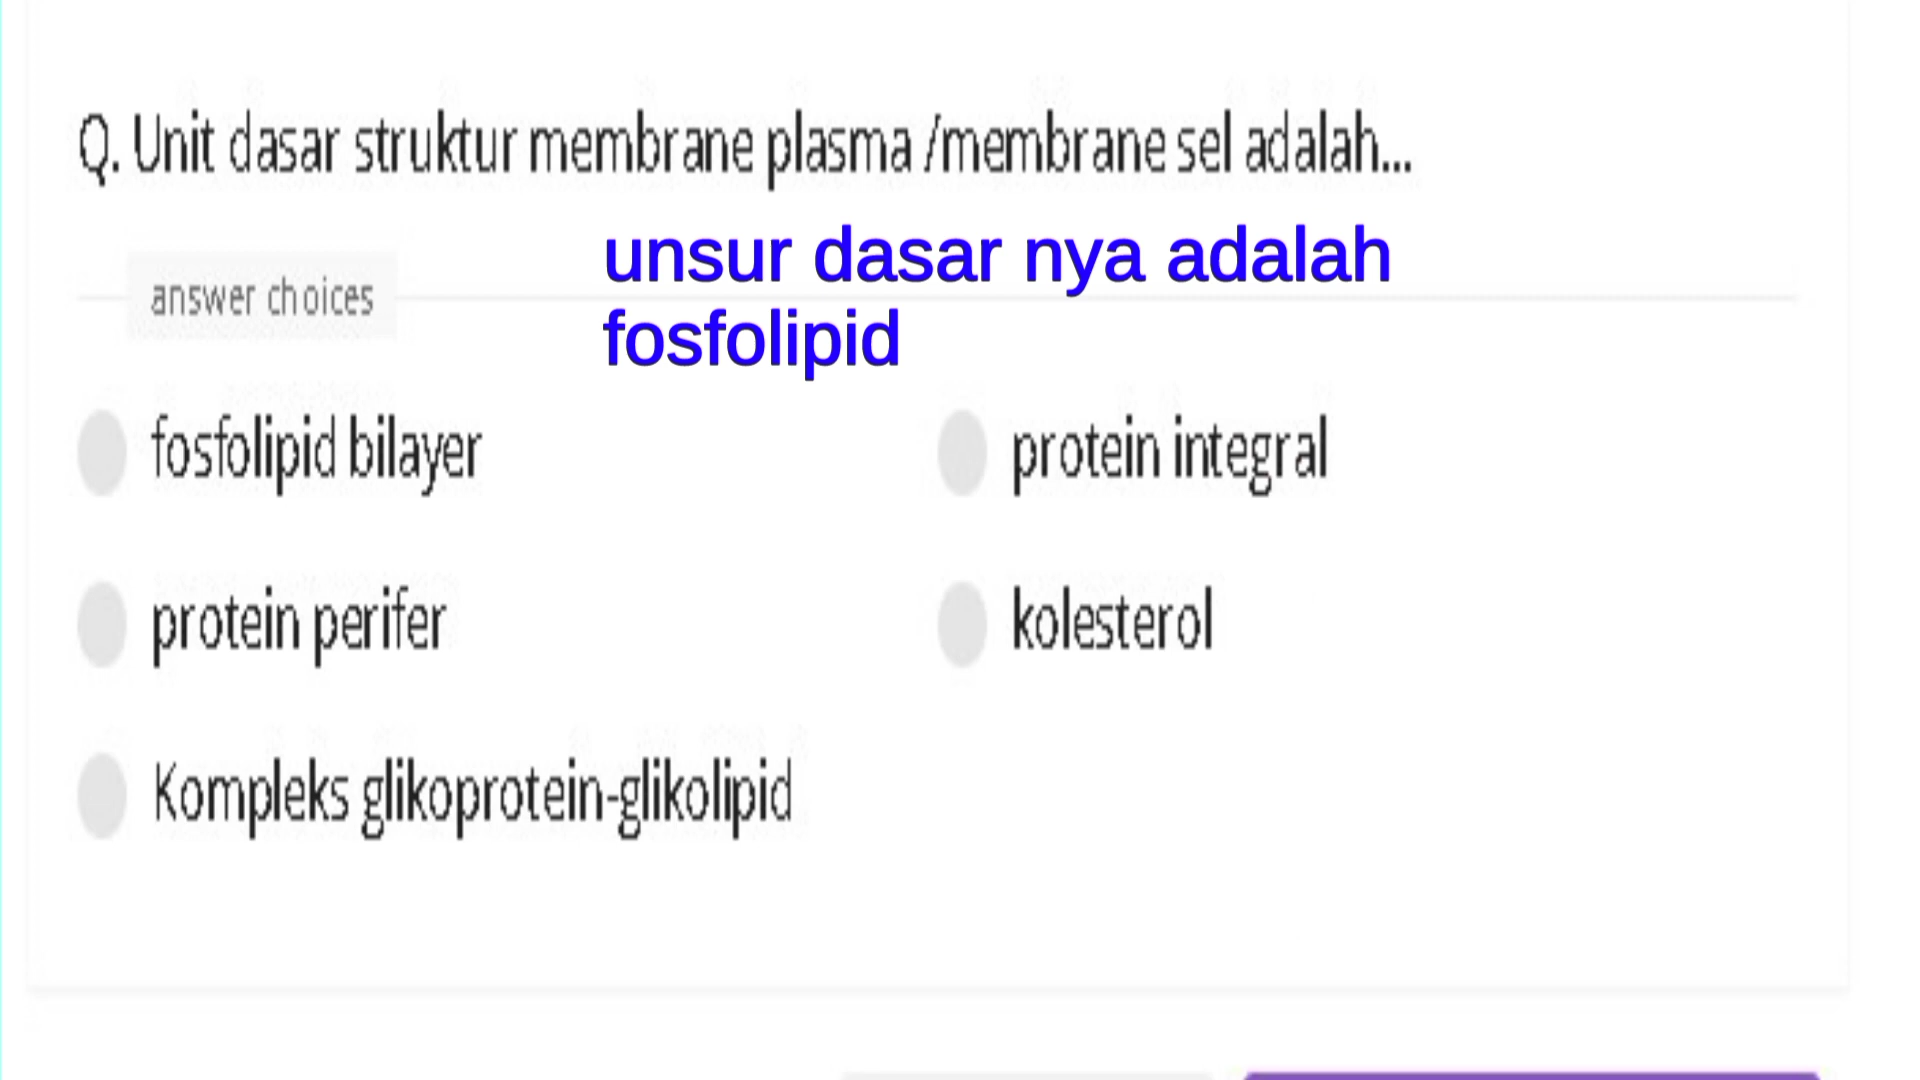 Q. Unit dasar struktur membrane plasma /membrane sel adalah...
unsur dasar nya adalah
fosfolipid
answer choices
fosfolipid bilayer
protein integral
protein perifer
kolesterol
Kompleks glikoprotein-glikolipid